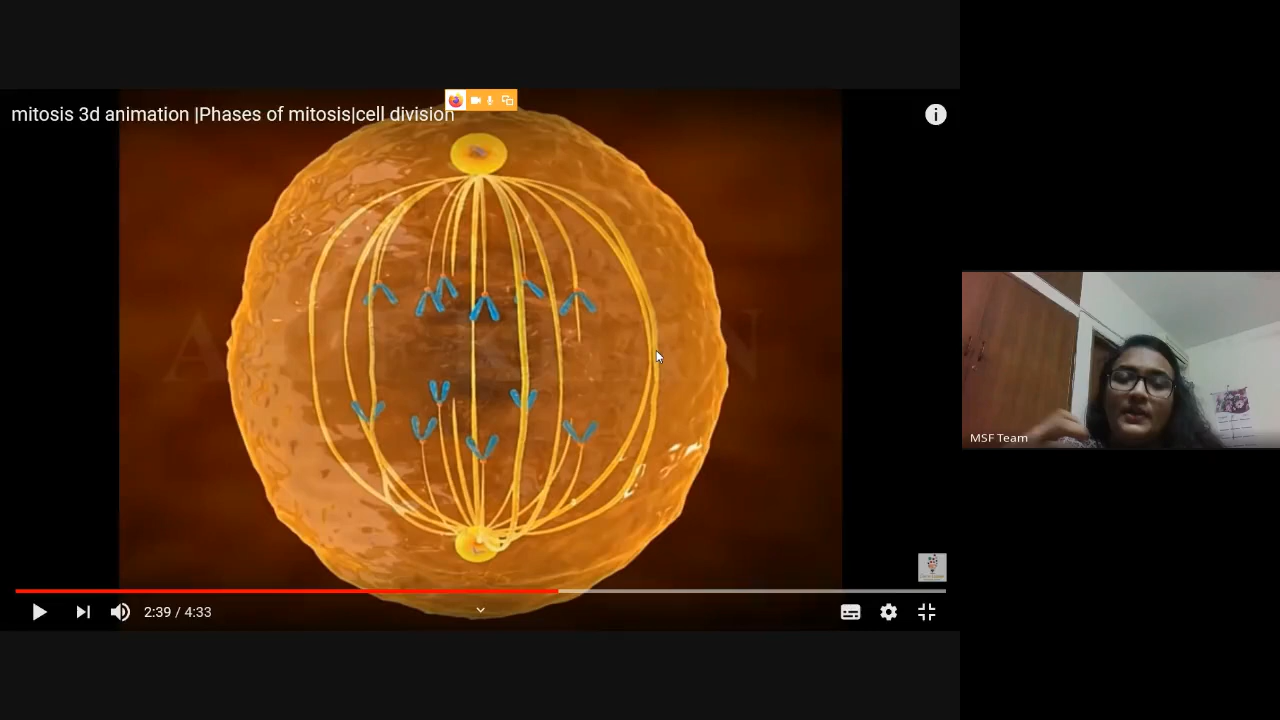 mitosis 3d animation |Phases of mitosis|cell division
MSF Team
2:39 / 4:33